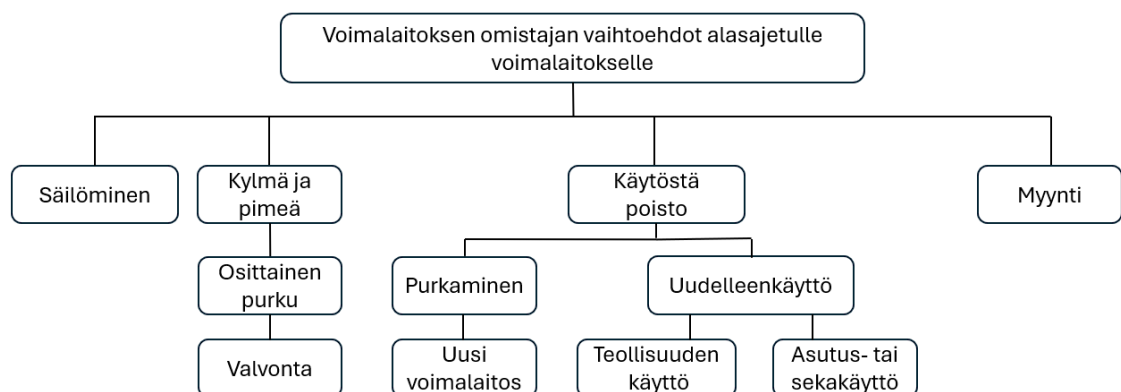 Voimalaitoksen omistajan vaihtoehdot alasajetulle
voimalaitokselle
Säilöminen
Kylmä ja
pimeä
Käytöstä
poisto
Myynti
Osittainen
purku
Purkaminen
Uudelleenkäyttö
Valvonta
Uusi
voimalaitos
Teollisuuden
käyttö
Asutus- tai
sekakäyttö